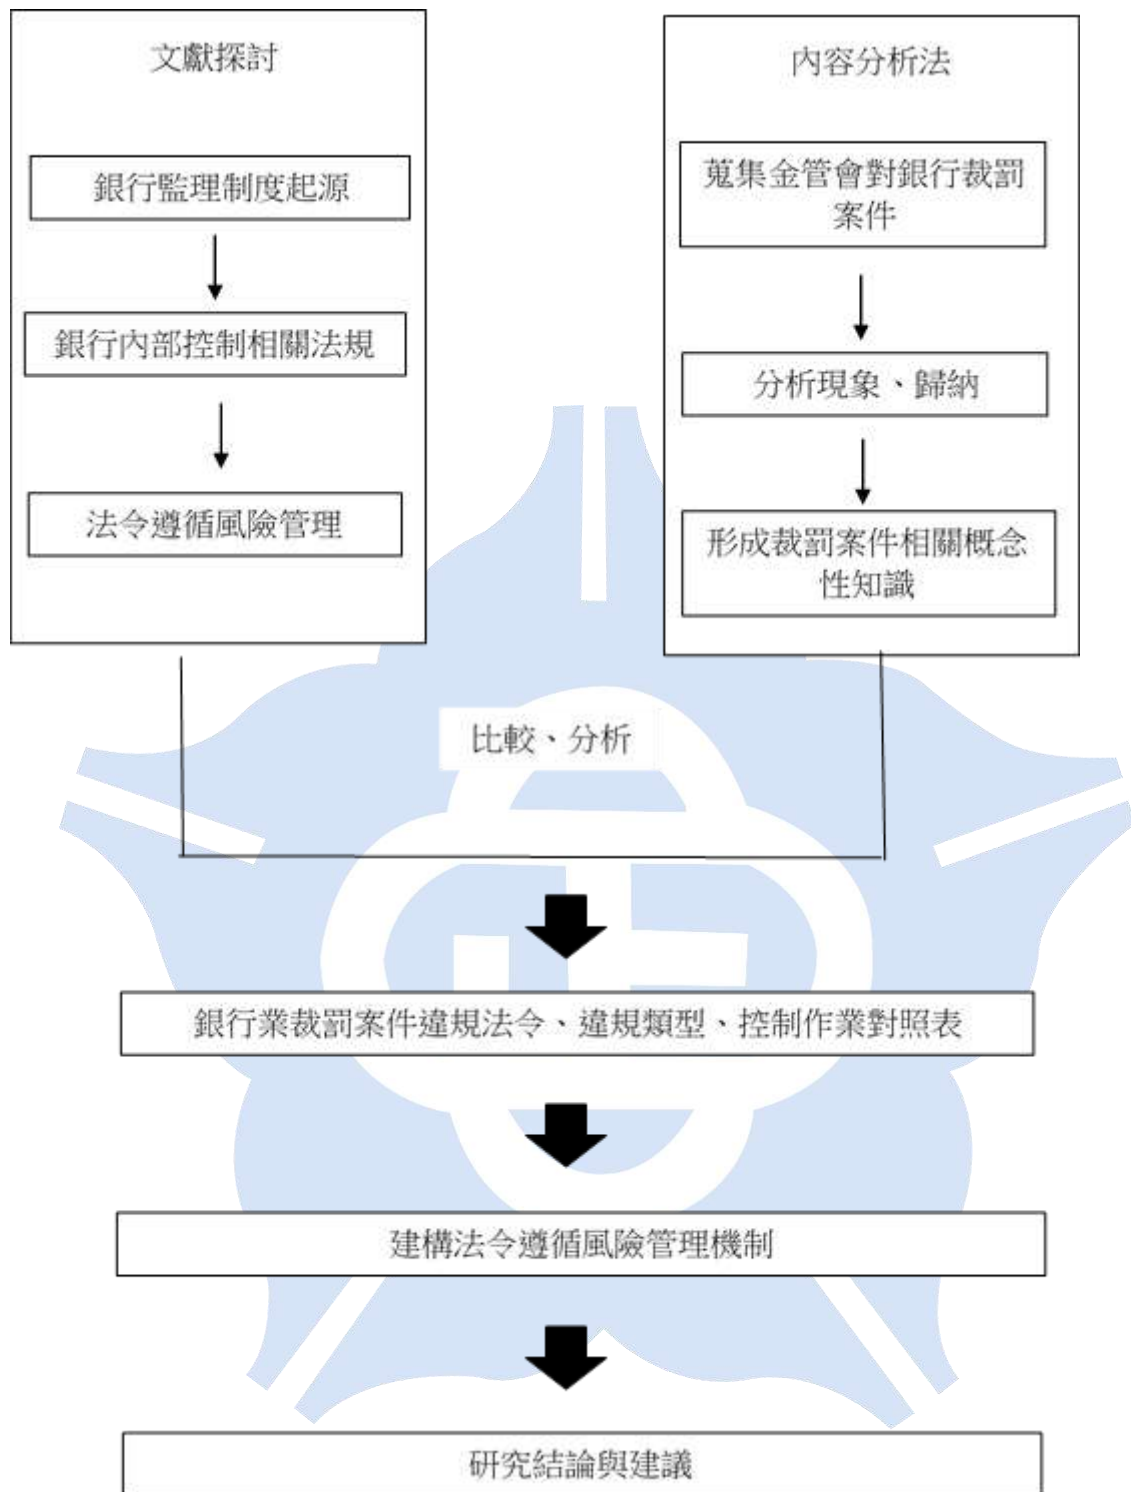 文獻探討
銀行監理制度起源
銀行內部控制相關法規
法令遵循風險管理
內容分析法
蒐集金管會對銀行裁罰
案件
分析現象、歸納
形成裁罰案件相關概念
性知識
比較、分析
銀行業裁罰案件違規法令、違規類型、控制作業對照表
建構法令遵循風險管理機制
研究結論與建議